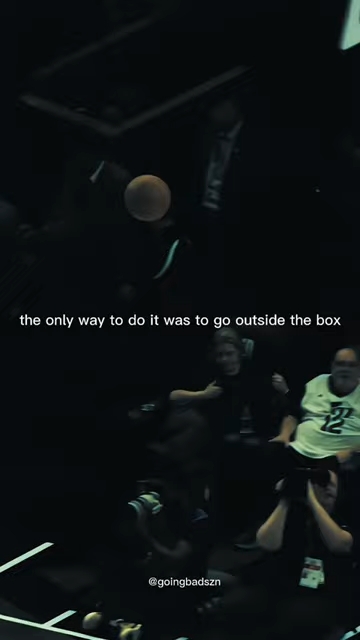 the only way to do it was to go outside the box
12
@goingbadszn